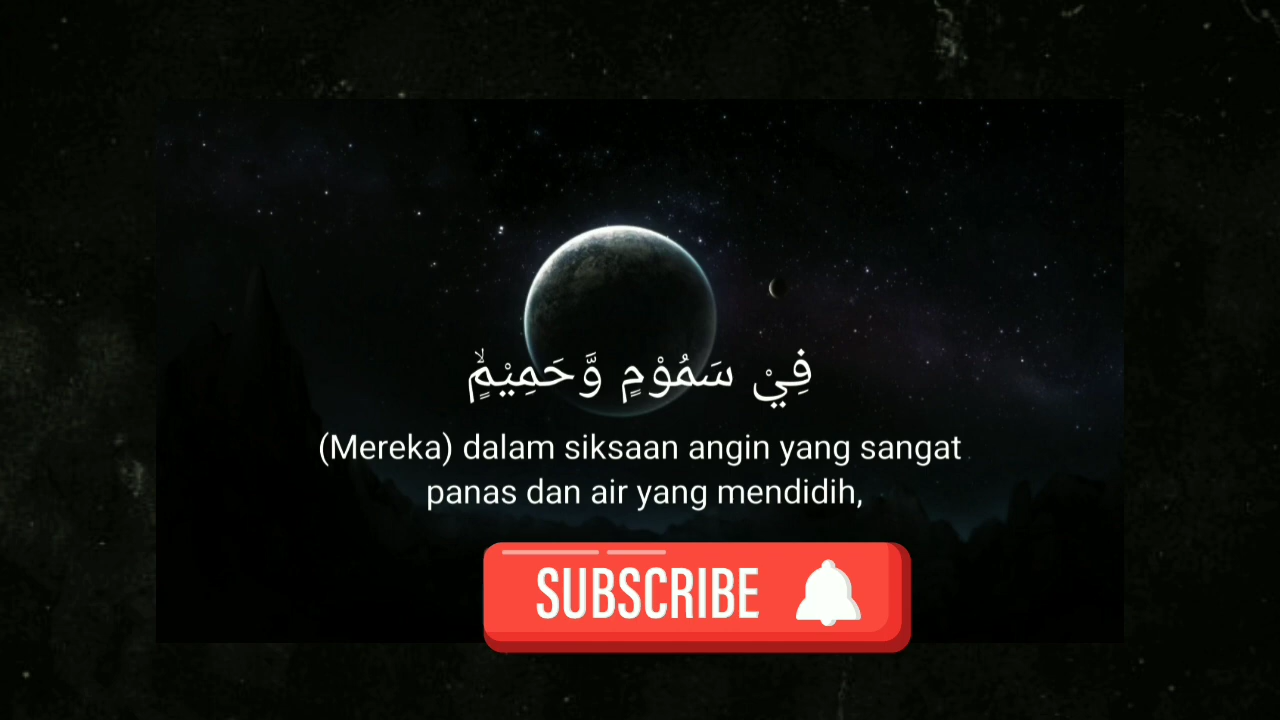 فِيْ سَمُوْمٍ وَّحَمِيْمٍۙ
(Mereka) dalam siksaan angin yang sangat
panas dan air yang mendidih,
SUBSCRIBE